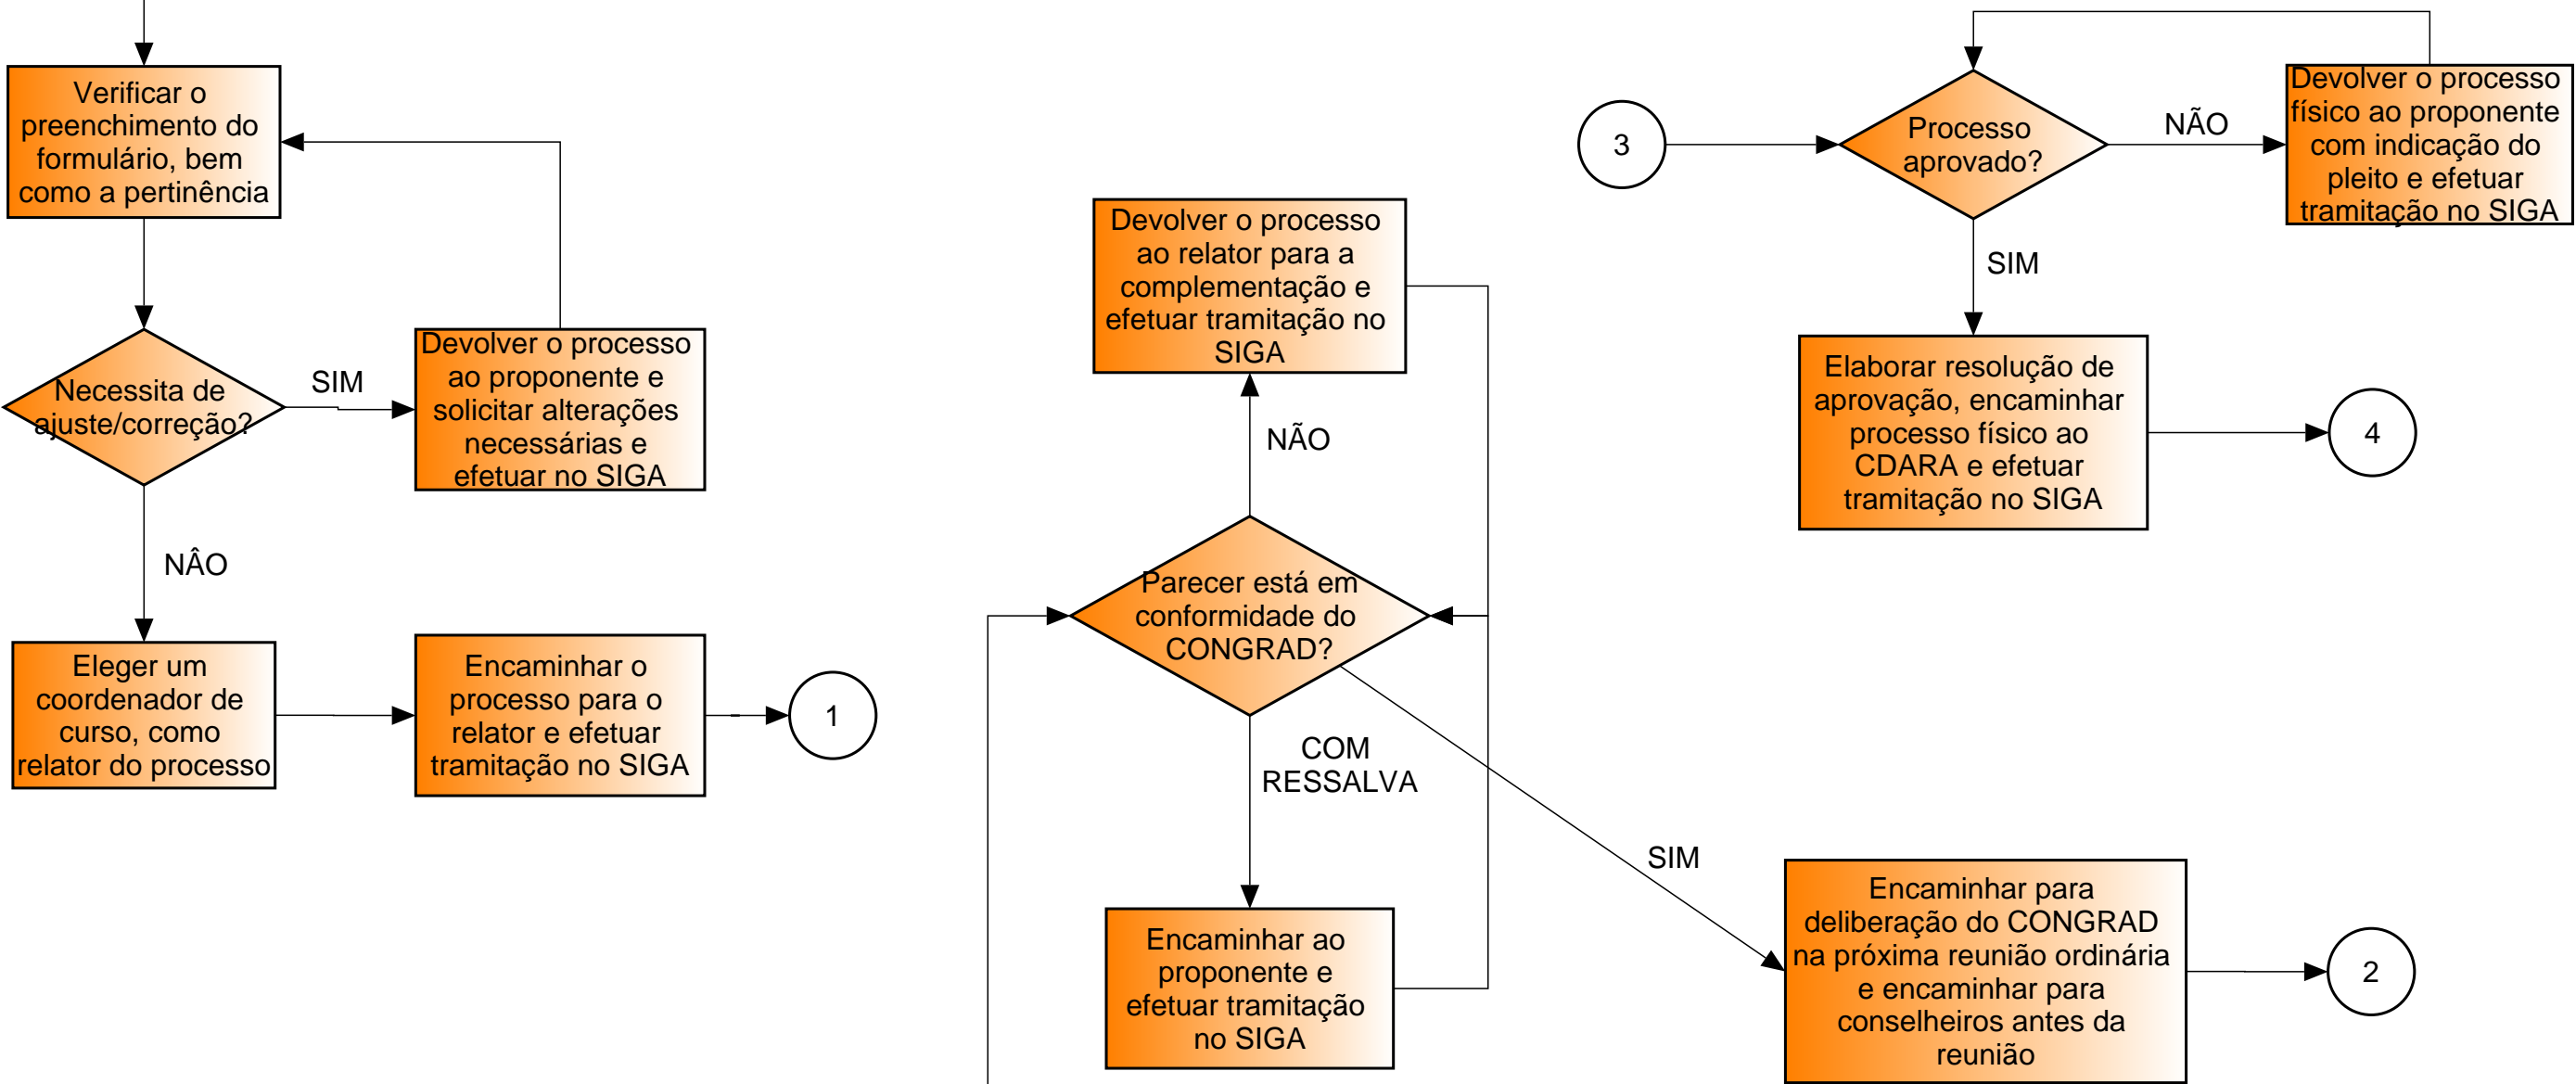 Verificar o
preenchimento do
formulário, bem
como a pertinência
Necessita de
ajuste/correção?
SIM
Devolver o processo
ao proponente e
solicitar alterações
necessárias e
efetuar no SIGA
NÂO
Eleger um
coordenador de
curso, como
relator do processo
Encaminhar o
processo para o
relator e efetuar
tramitação no SIGA
1
Devolver o processo
ao relator para a
complementação e
efetuar tramitação no
SIGA
NÃO
Parecer está em
conformidade do
CONGRAD?
COM
RESSALVA
Encaminhar ao
proponente e
efetuar tramitação
no SIGA
SIM
Encaminhar para
deliberação do CONGRAD
na próxima reunião ordinária
e encaminhar para
conselheiros antes da
reunião
2
3
Processo
aprovado?
NÃO
Devolver o processo
físico ao proponente
com indicação do
pleito e efetuar
tramitação no SIGA
SIM
Elaborar resolução de
aprovação, encaminhar
processo físico ao
CDARA e efetuar
tramitação no SIGA
4